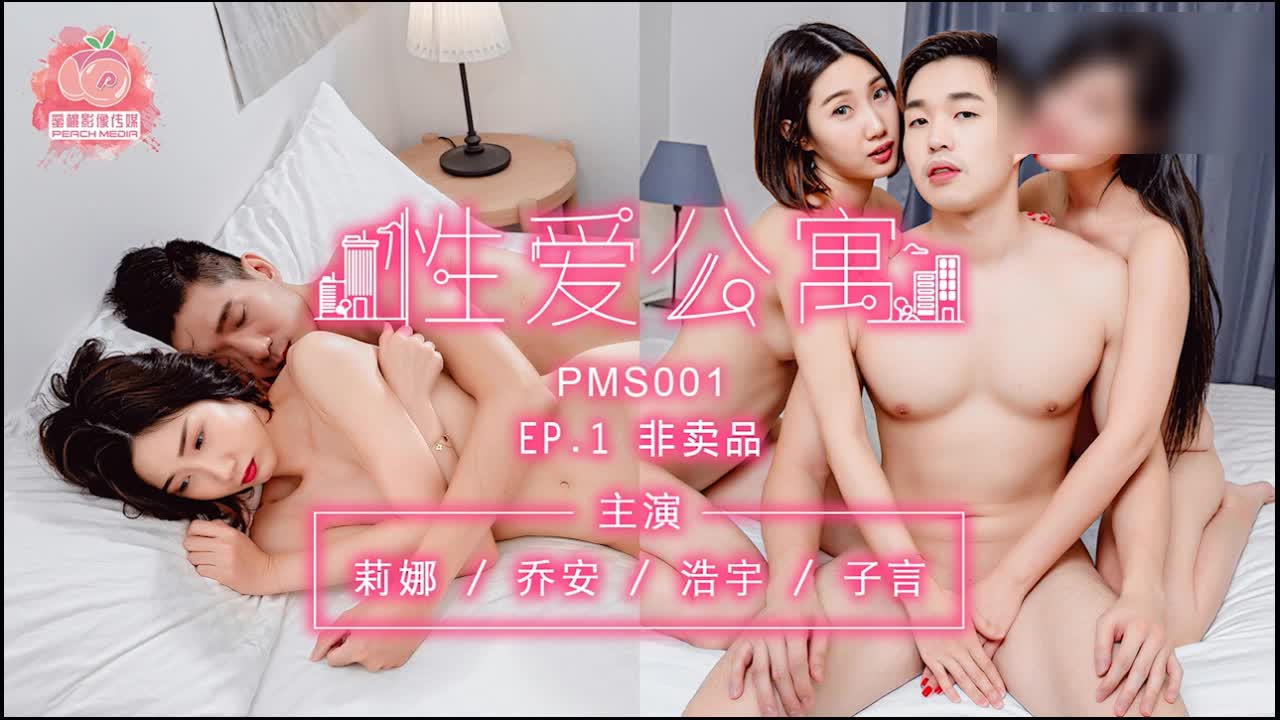 蜜桃影像传媒
PEACH MEDIA
性爱公寓
PMS001
EP.1 非卖品
主演
莉娜 / 乔安 / 浩宇 / 子言